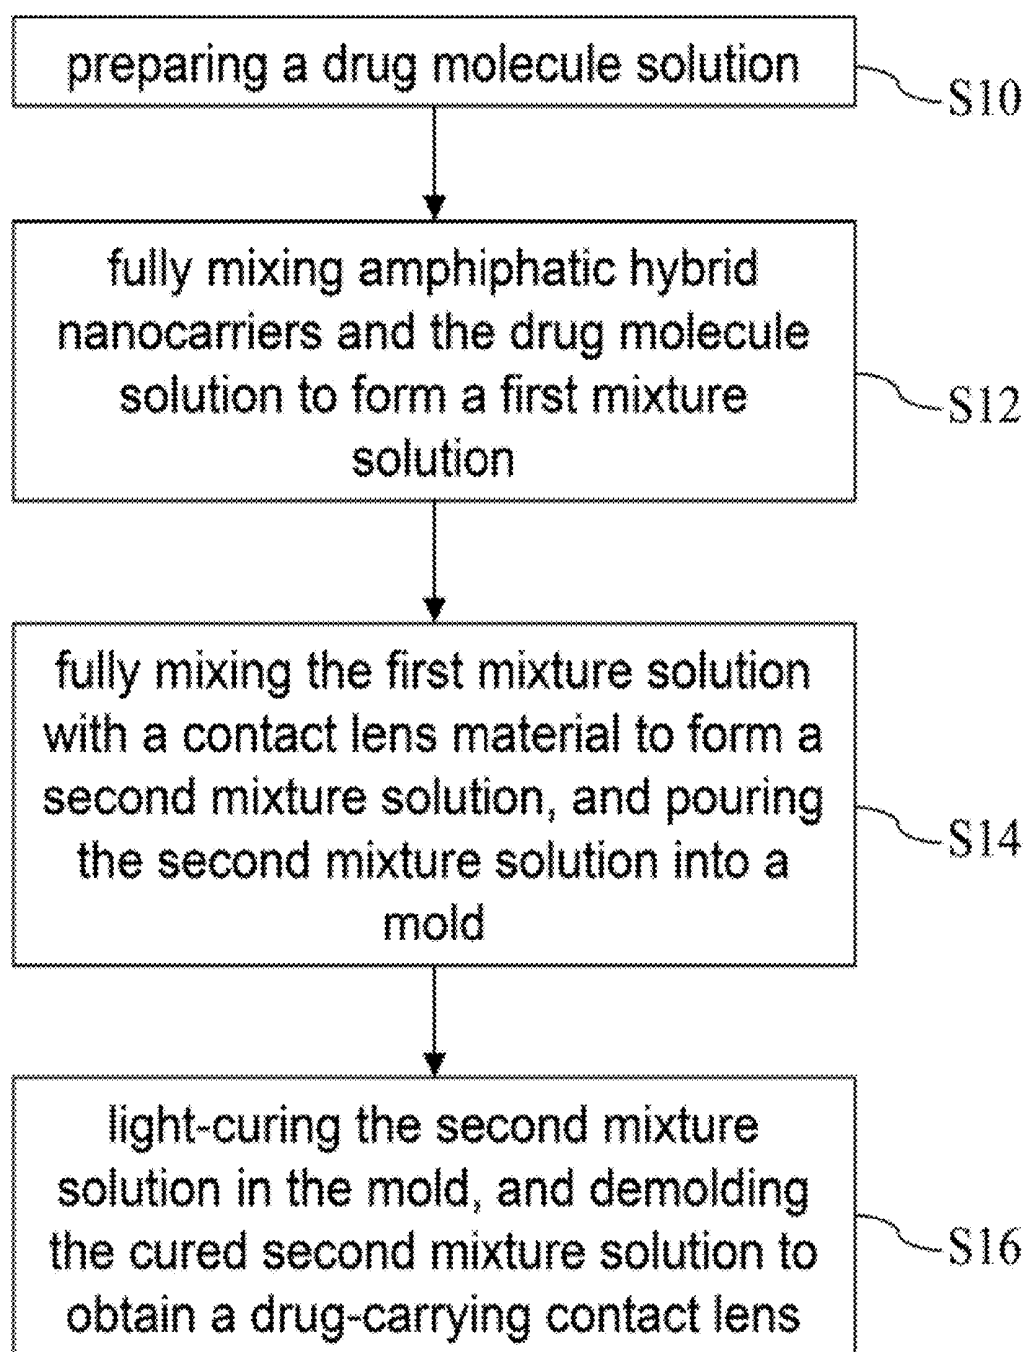 preparing a drug molecule solution
S10
fully mixing amphiphatic hybrid
nanocarriers and the drug molecule
solution to form a first mixture
solution
S12
fully mixing the first mixture solution
with a contact lens material to form a
second mixture solution, and pouring
the second mixture solution into a
mold
S14
light-curing the second mixture
solution in the mold, and demolding
the cured second mixture solution to
obtain a drug-carrying contact lens
S16